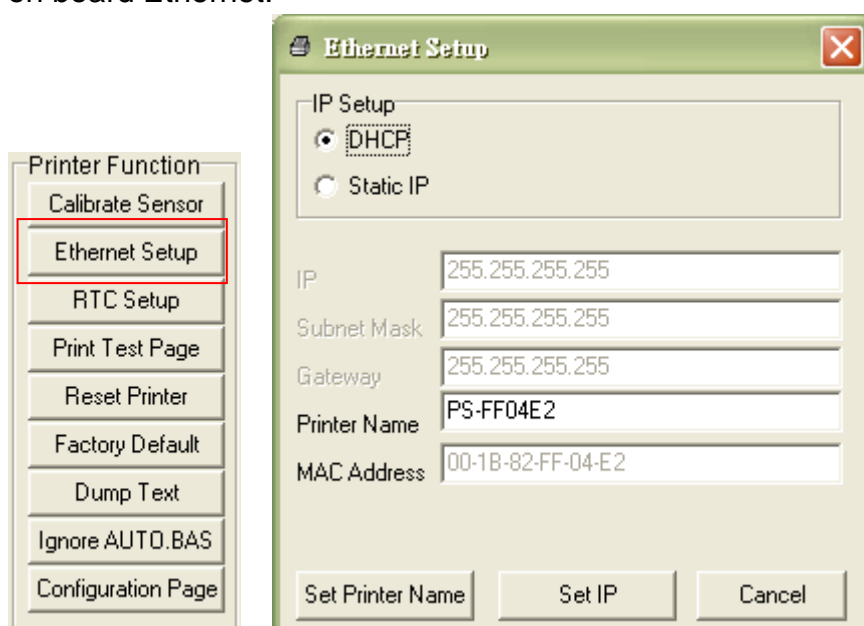 Printer Function
Calibrate Sensor
Ethernet Setup
RTC Setup
Print Test Page
Reset Printer
Factory Default
Dump Text
Ignore AUTO.BAS
Configuration Page
Ethernet Setup
IP Setup
DHCP
Static IP
IP 255.255.255.255
Subnet Mask 255.255.255.255
Gateway 255.255.255.255
Printer Name PS-FF04E2
MAC Address 00-1B-82-FF-04-E2
Set Printer Name Set IP Cancel